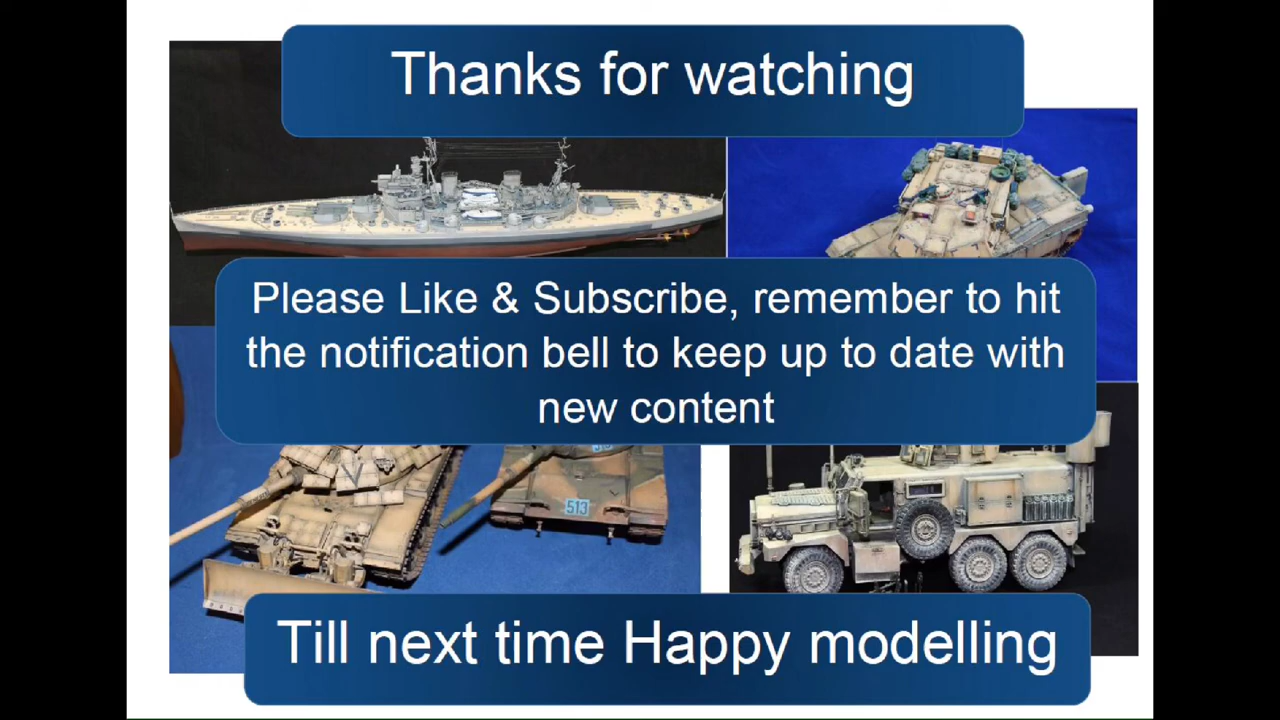 Thanks for watching
Please Like & Subscribe, remember to hit
the notification bell to keep up to date with
new content
513
Till next time Happy modelling